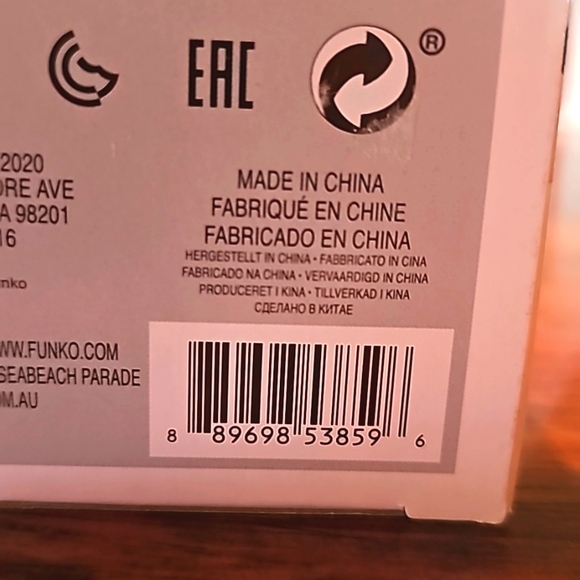 EAC
®
2020
ORE AVE
A 98201
16
nko
WW.FUNKO.COM
SEABEACH PARADE
OM.AU
MADE IN CHINA
FABRIQUÉ EN CHINE
FABRICADO EN CHINA
HERGESTELLT IN CHINA • FABBRICATO IN CINA
FABRICADO NA CHINA • VERVAARDIGD IN CHINA
PRODUCERET I KINA • TILLVERKAD I KINA
СДЕЛАНО В КИТАЕ
8 89698 53859 6